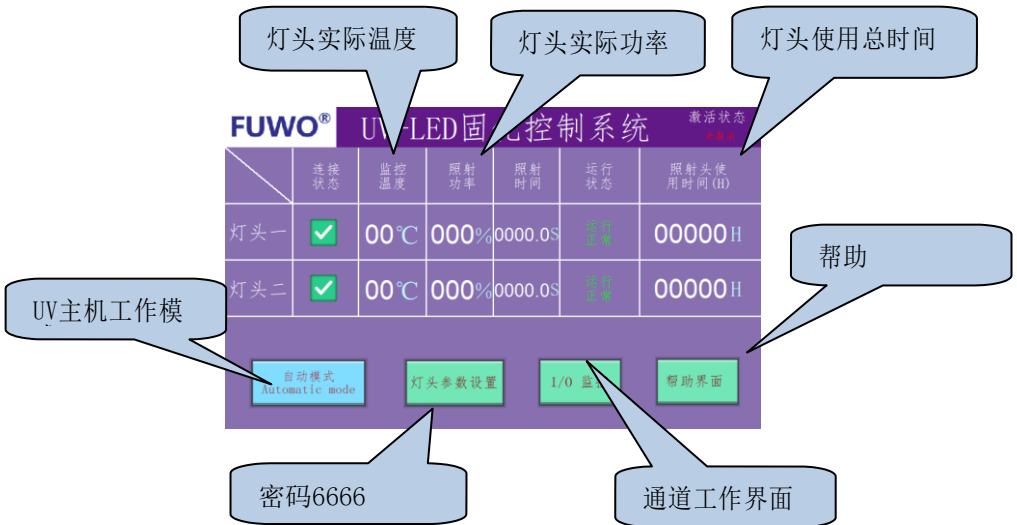 灯头实际温度
灯头实际功率
灯头使用总时间
FUWO®
UV-LED固化控制系统
激活状态
连接
状态
监控
温度
照射
功率
照射
时间
运行
状态
照射头使
用时间(H)
灯头一
00℃
000%
0000.0S
运行
正常
00000H
灯头二
00℃
000%
0000.0S
运行
正常
00000H
帮助
UV主机工作模
自动模式
Automatic mode
灯头参数设置
I/O 监
帮助界面
密码6666
通道工作界面